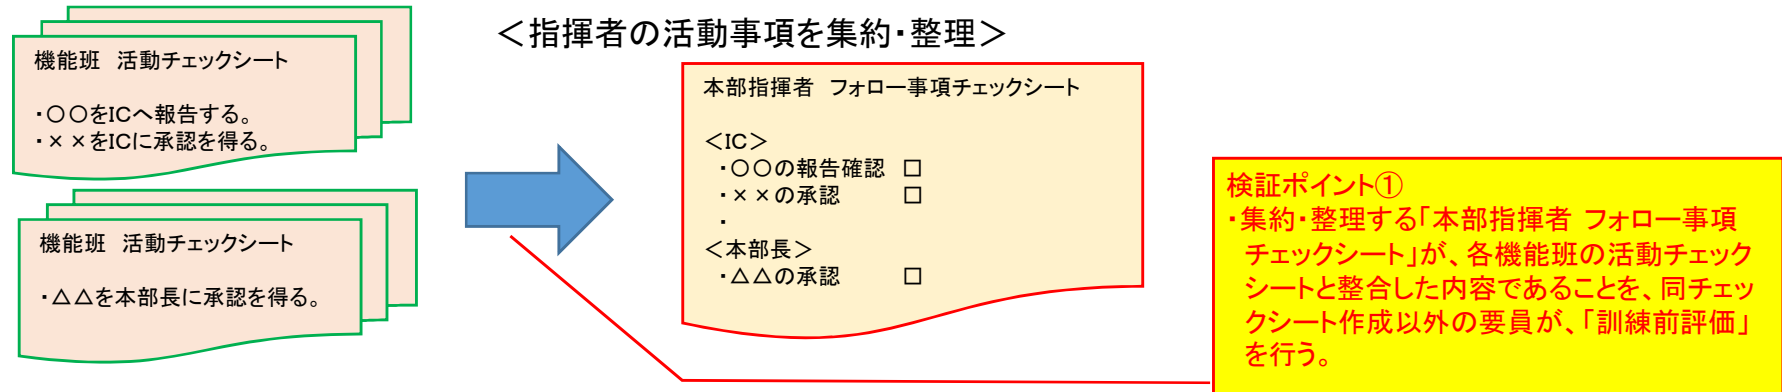 ＜指揮者の活動事項を集約・整理＞
機能班　活動チェックシート
・〇〇をICへ報告する。
・××をICに承認を得る。
機能班　活動チェックシート
・△△を本部長に承認を得る。
本部指揮者　フォロー事項チェックシート
＜IC＞
・〇〇の報告確認　□
・××の承認　□
・
＜本部長＞
・△△の承認　□
検証ポイント①
・集約・整理する「本部指揮者 フォロー事項
チェックシート」が、各機能班の活動チェック
シートと整合した内容であることを、同チェッ
クシート作成以外の要員が、「訓練前評価」
を行う。